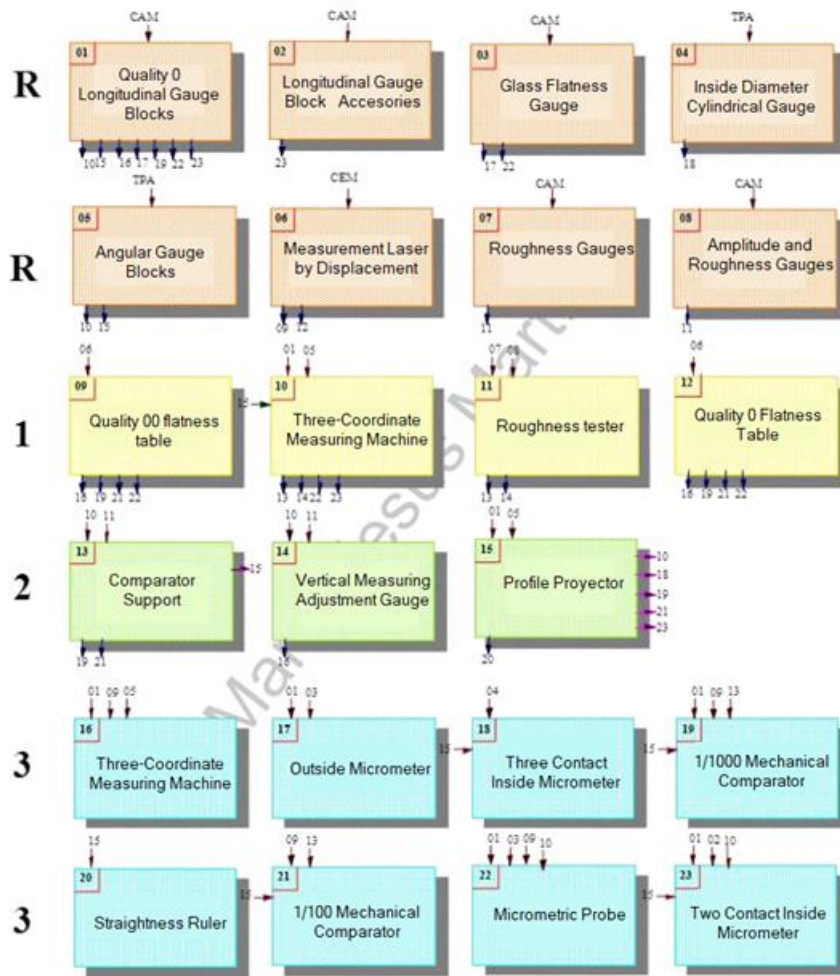 CAM CAM CAM TPA
R
01
Quality 0
Longitudinal Gauge
Blocks
10 15 16 17 19 22 23
02
Longitudinal Gauge
Block Accesories
23
03
Glass Flatness
Gauge
17 22
04
Inside Diameter
Cylindrical Gauge
18
TPA CEM CAM CAM
R
05
Angular Gauge
Blocks
10 15
06
Measurement Laser
by Displacement
09 12
07
Roughness Gauges
11
08
Amplitude and
Roughness Gauges
11
1
06
09
Quality 00 flatness
table
16 19 21 22
01 05
15
10
Three-Coordinate
Measuring Machine
13 14 22 23
07 08
11
Roughness tester
13 14
06
12
Quality 0 Flatness
Table
16 19 21 22
2
10 11
13
Comparator
Support
15
19 21
10 11
14
Vertical Measuring
Adjustment Gauge
16
01 05
15
Profile Proyector
10
18
19
21
23
20
3
01 09 05
16
Three-Coordinate
Measuring Machine
01 03
17
Outside Micrometer
04
15
18
Three Contact
Inside Micrometer
01 09 13
15
19
1/1000 Mechanical
Comparator
3
15
20
Straightness Ruler
09 13
15
21
1/100 Mechanical
Comparator
01 03 09 10
22
Micrometric Probe
01 02 10
15
23
Two Contact Inside
Micrometer